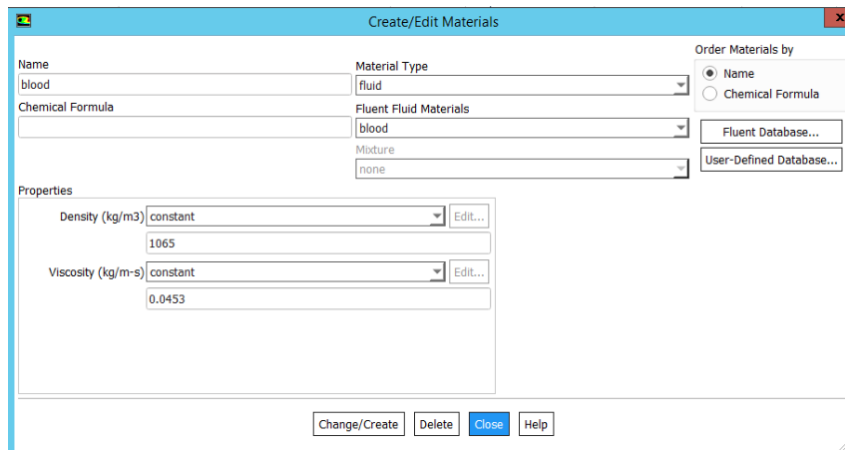 Create/Edit Materials
x
Name
blood
Chemical Formula
Material Type
fluid
Fluent Fluid Materials
blood
Mixture
none
Order Materials by
Name
Chemical Formula
Fluent Database...
User-Defined Database...
Properties
Density (kg/m3) constant Edit...
1065
Viscosity (kg/m-s) constant Edit...
0.0453
Change/Create Delete Close Help